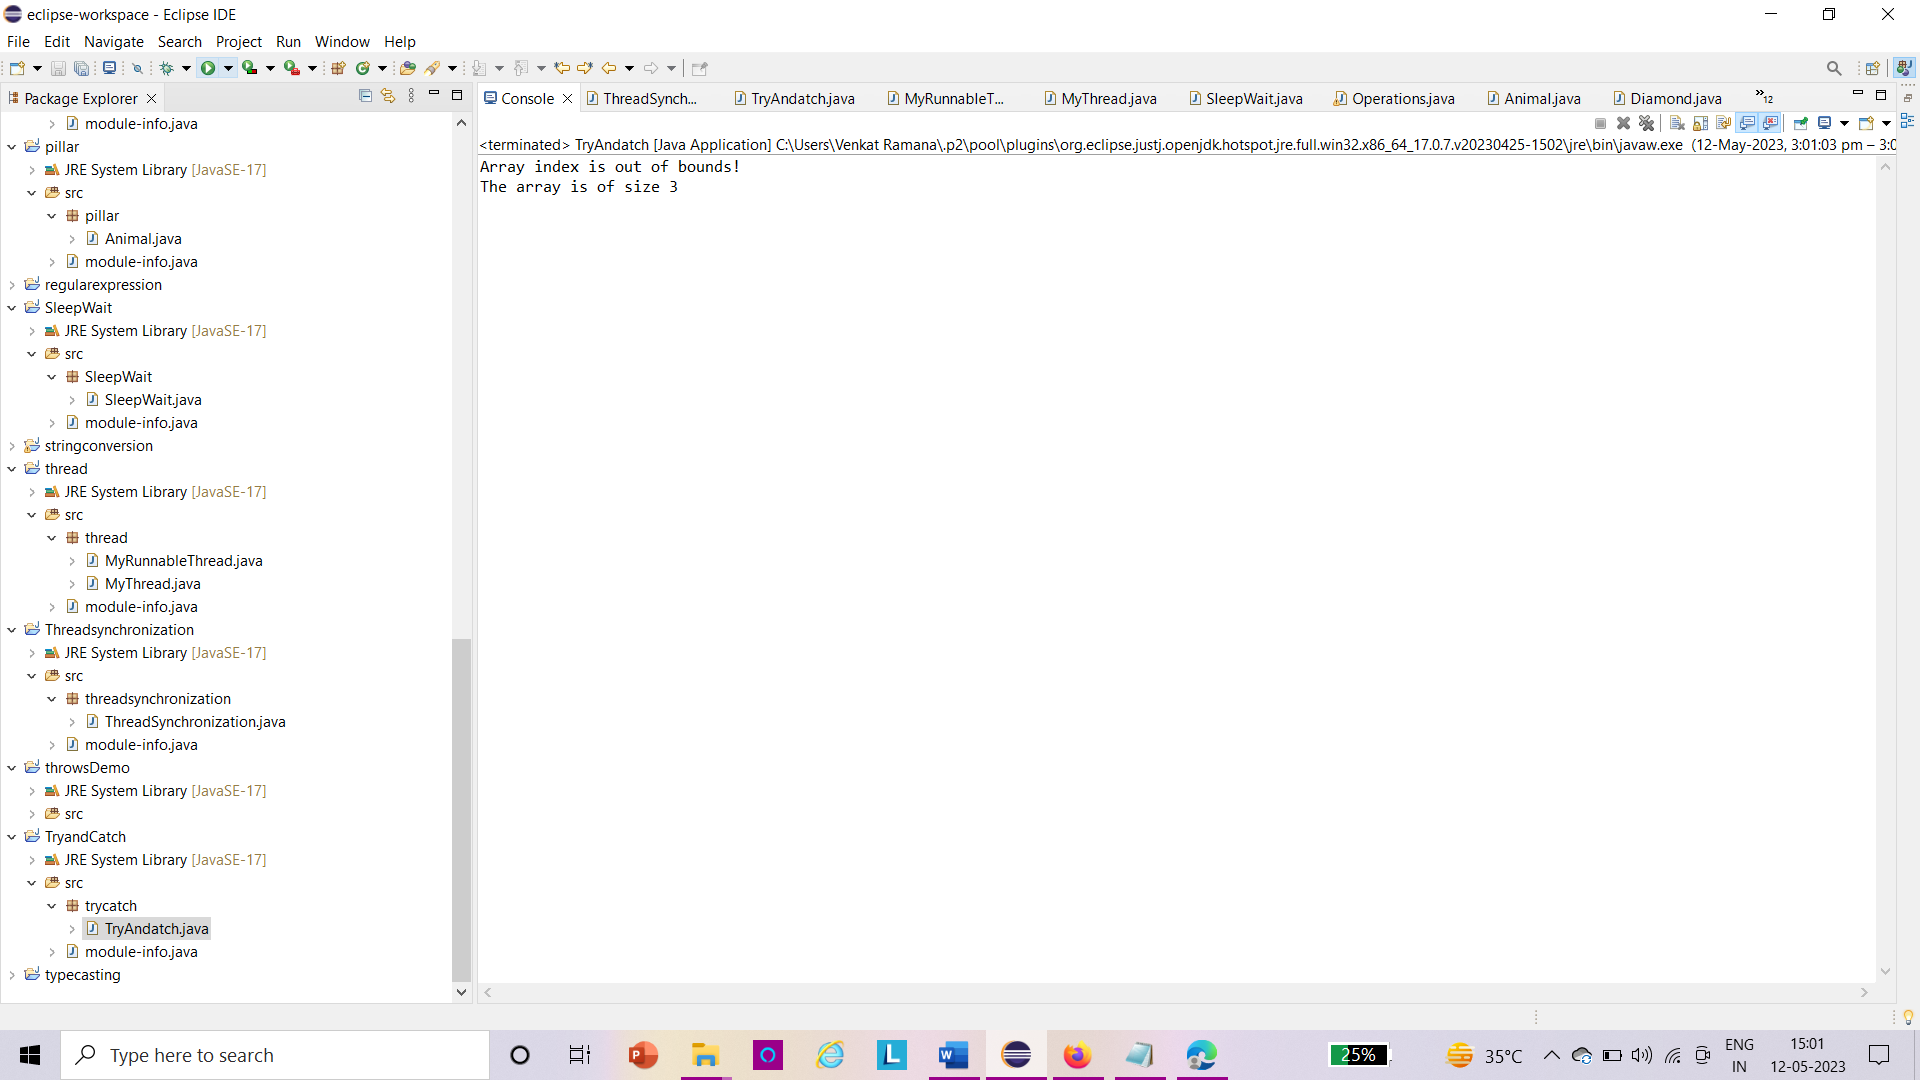 eclipse-workspace - Eclipse IDE
File Edit Navigate Search Project Run Window Help
Package Explorer
module-info.java
pillar
JRE System Library [JavaSE-17]
src
pillar
Animal.java
module-info.java
regularexpression
SleepWait
JRE System Library [JavaSE-17]
src
SleepWait
SleepWait.java
module-info.java
stringconversion
thread
JRE System Library [JavaSE-17]
src
thread
MyRunnableThread.java
MyThread.java
module-info.java
Threadsynchronization
JRE System Library [JavaSE-17]
src
threadsynchronization
ThreadSynchronization.java
module-info.java
throwsDemo
JRE System Library [JavaSE-17]
src
TryandCatch
JRE System Library [JavaSE-17]
src
trycatch
TryAndatch.java
module-info.java
typecasting
Console ThreadSynch... TryAndatch.java MyRunnableT... MyThread.java SleepWait.java Operations.java Animal.java Diamond.java »12
<terminated> TryAndatch [Java Application] C:\Users\Venkat Ramana\.p2\pool\plugins\org.eclipse.justj.openjdk.hotspot.jre.full.win32.x86_64_17.0.7.v20230425-1502\jre\bin\javaw.exe (12-May-2023, 3:01:03 pm – 3:0
Array index is out of bounds!
The array is of size 3
Type here to search
25%
35°C
ENG
IN
15:01
12-05-2023